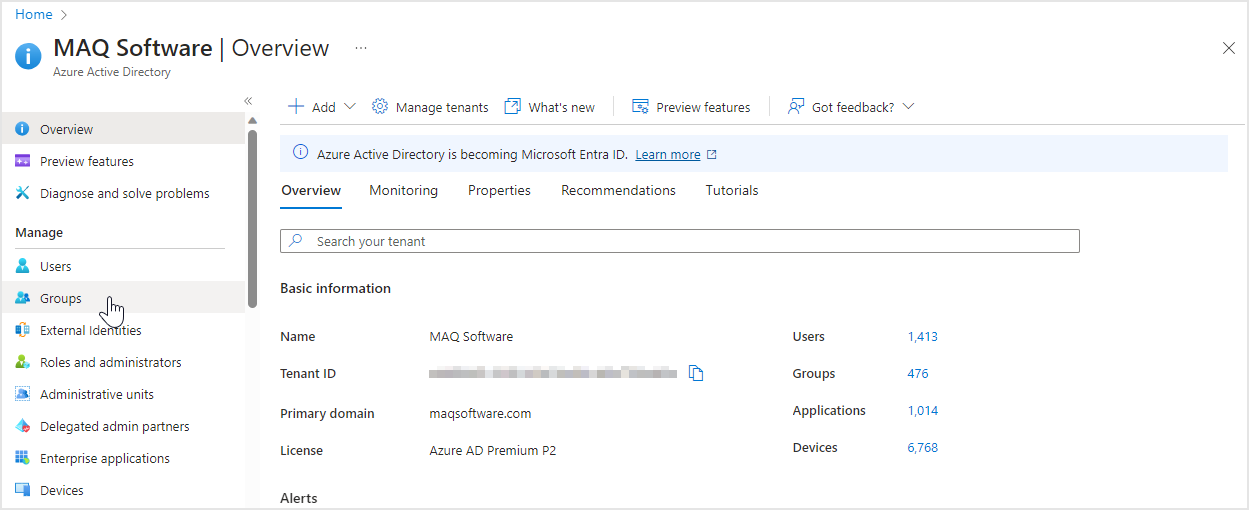 Home
MAQ Software | Overview
Azure Active Directory
Add
Manage tenants
What's new
Preview features
Got feedback?
Azure Active Directory is becoming Microsoft Entra ID. Learn more
Overview
Preview features
Diagnose and solve problems
Manage
Users
Groups
External Identities
Roles and administrators
Administrative units
Delegated admin partners
Enterprise applications
Devices
Overview Monitoring Properties Recommendations Tutorials
Search your tenant
Basic information
Name MAQ Software
Tenant ID
Primary domain maqsoftware.com
License Azure AD Premium P2
Users 1,413
Groups 476
Applications 1,014
Devices 6,768
Alerts